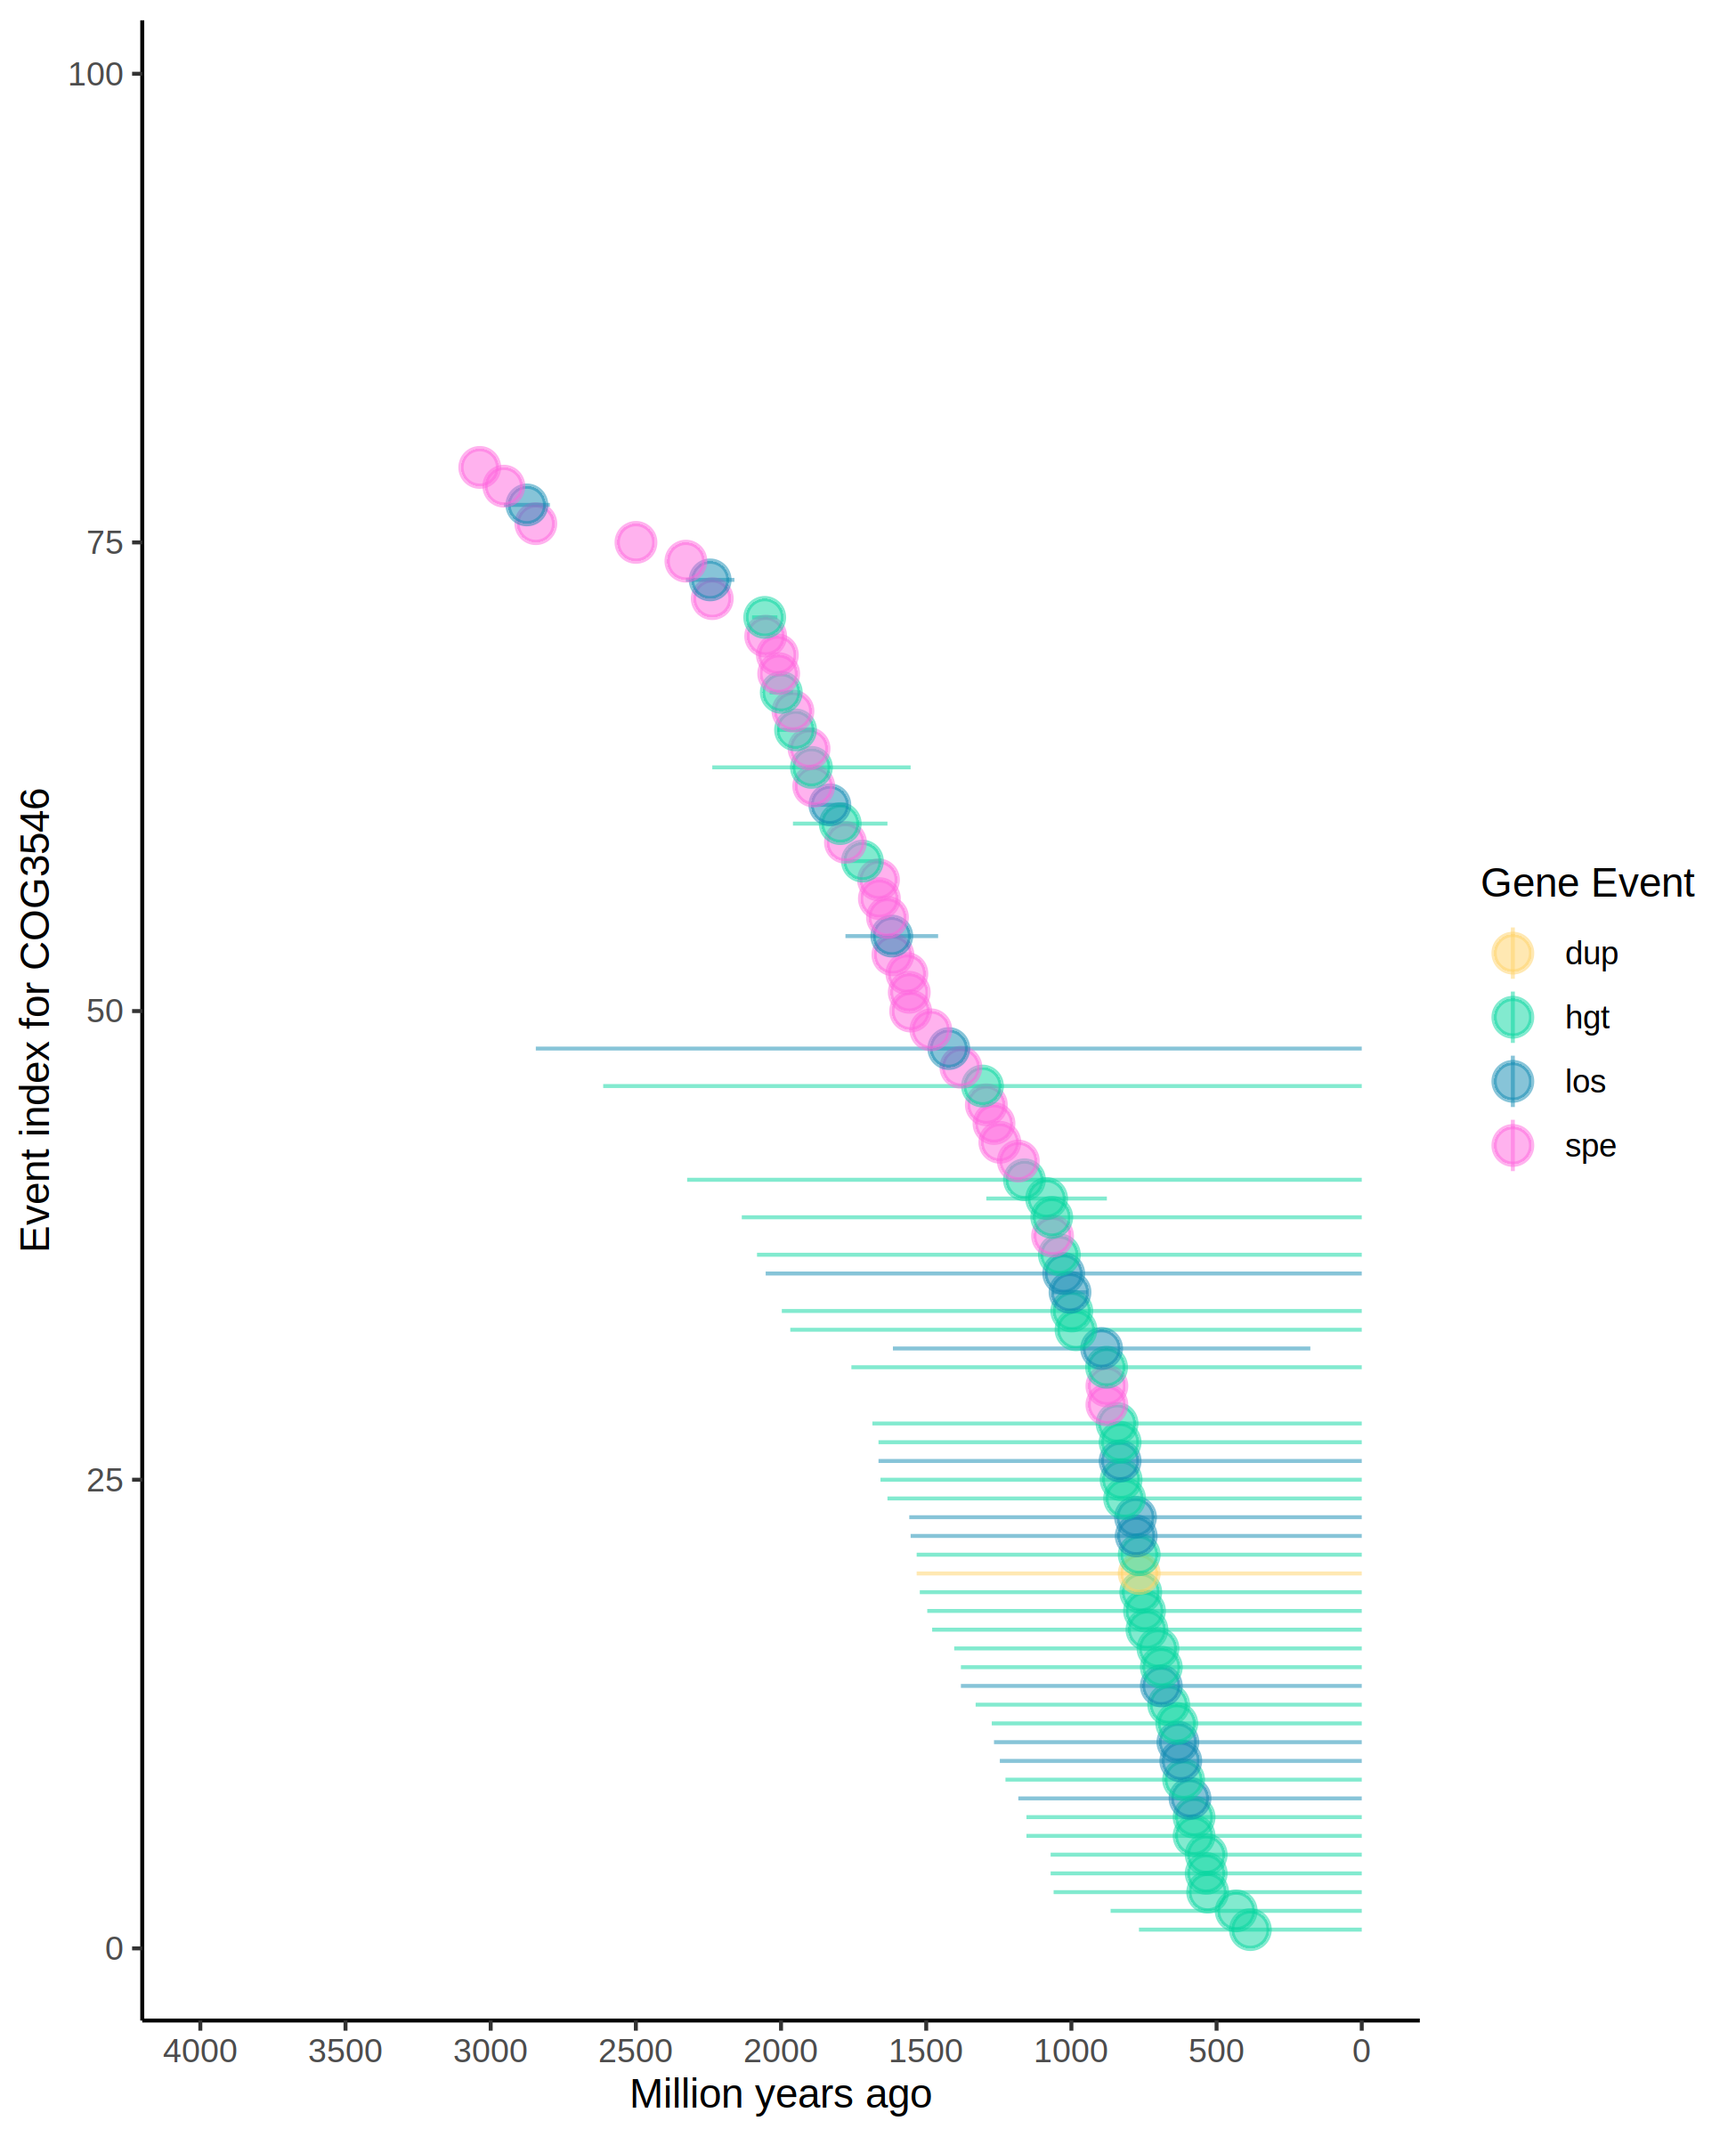 100
75
50
25
0
Event index for COG3546
4000 3500 3000 2500 2000 1500 1000 500 0
Million years ago
Gene Event
dup
hgt
los
spe